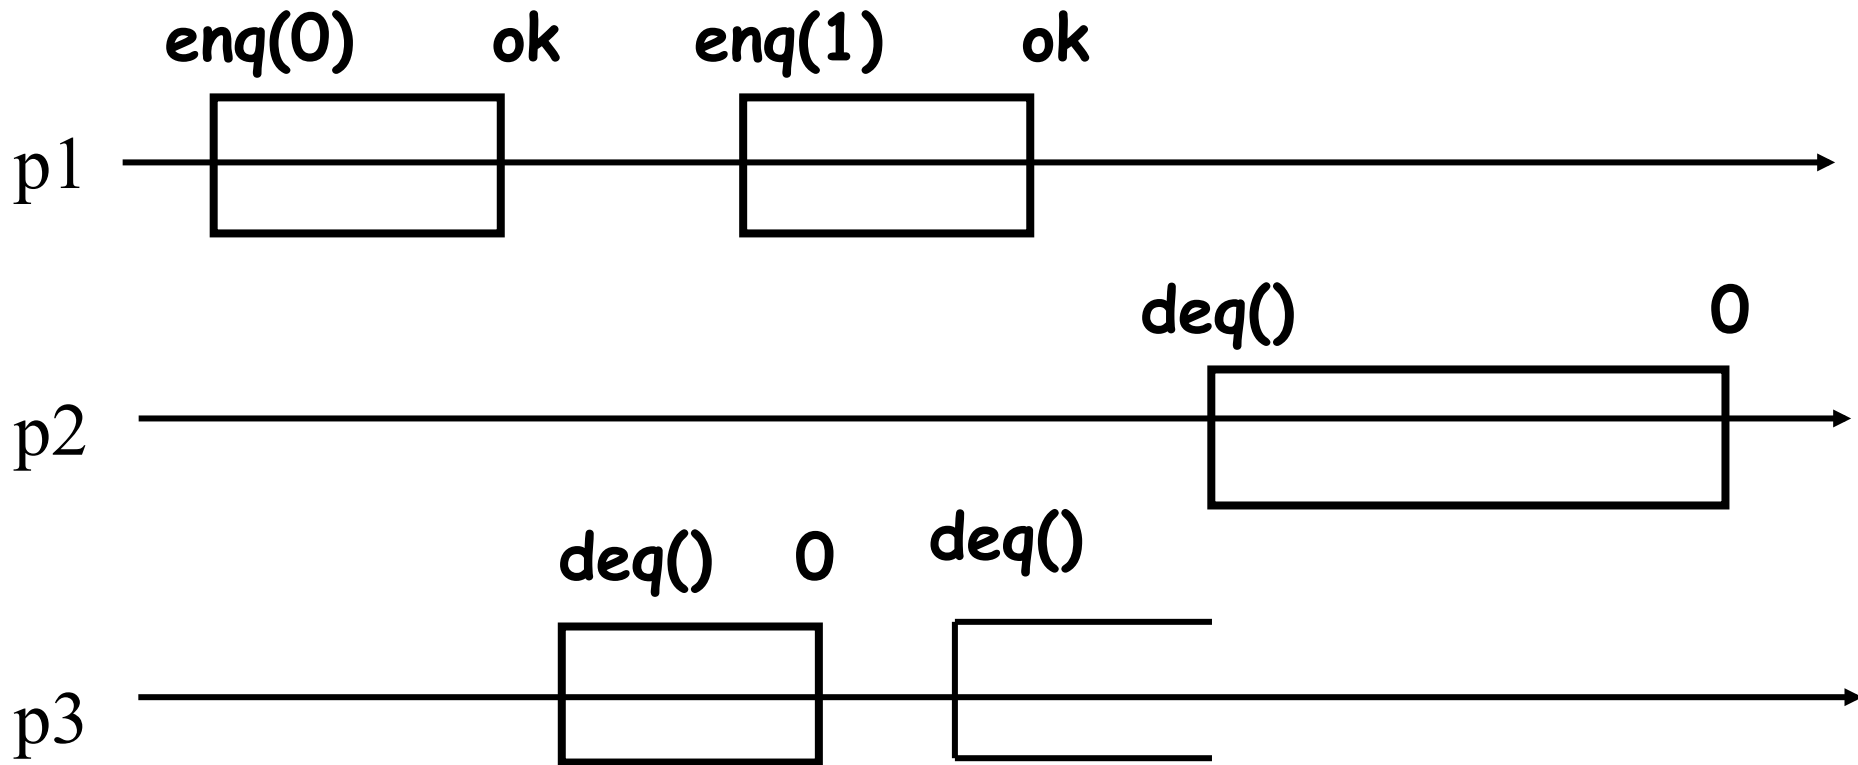 enq(0) ok enq(1) ok
p1
deq() 0
p2
deq() 0 deq()
p3